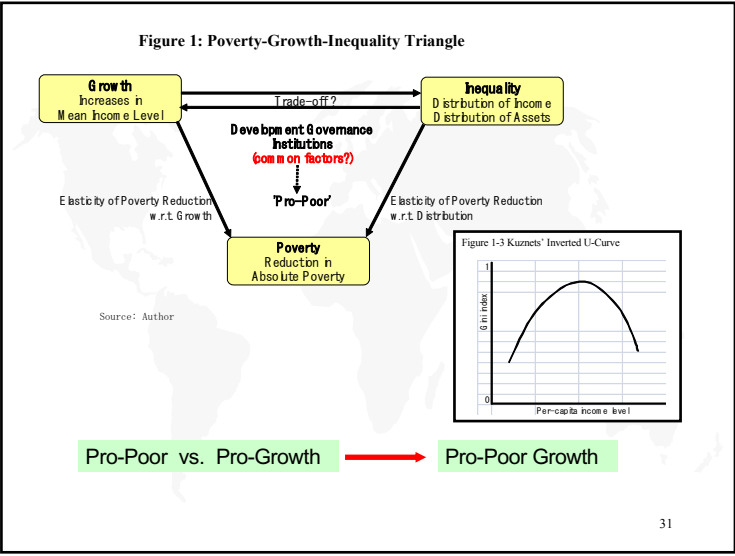 Figure 1: Poverty-Growth-Inequality Triangle
Growth
Increases in
Mean Income Level
Trade-off?
Inequality
Distribution of Income
Distribution of Assets
Development Governance
Institutions
(common factors?)
'Pro-Poor'
Elasticity of Poverty Reduction
w.r.t. Growth
Elasticity of Poverty Reduction
w.r.t. Distribution
Poverty
Reduction in
Absolute Poverty
Source: Author
Figure 1-3 Kuznets' Inverted U-Curve
1
Gini index
0
Per-capita income level
Pro-Poor vs. Pro-Growth
Pro-Poor Growth
31